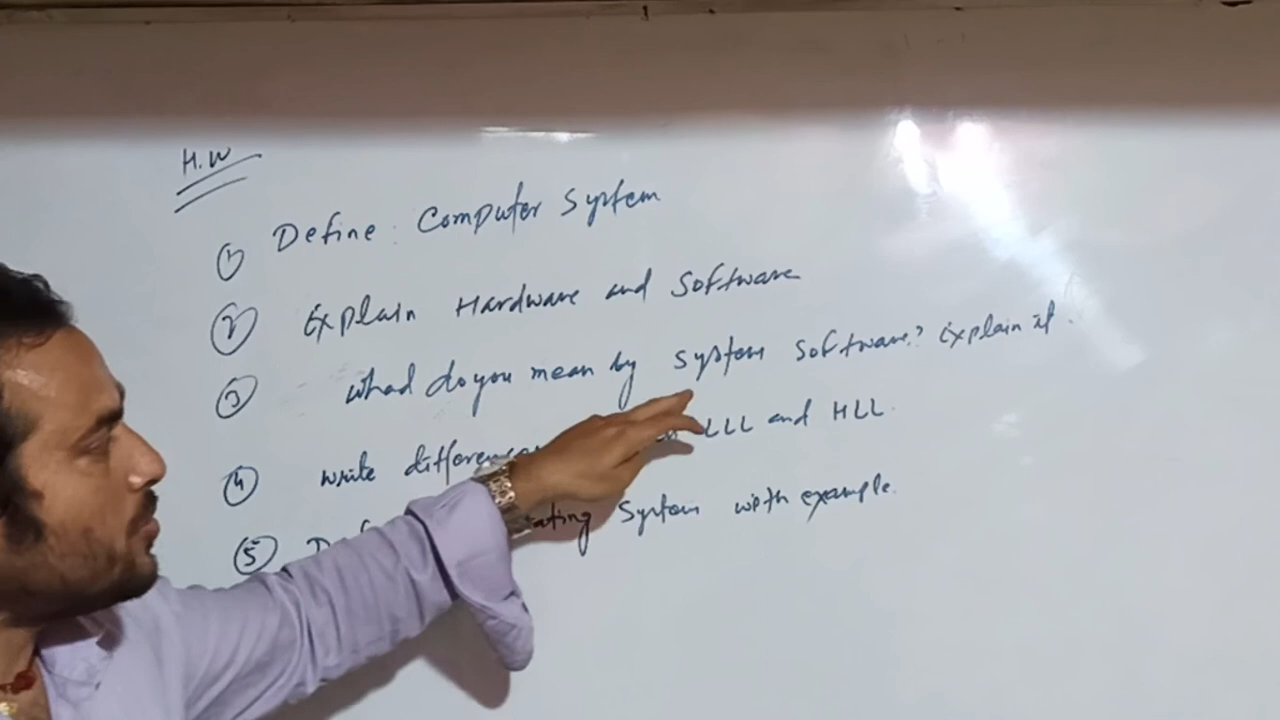 H.W
① Define : Computer System
② Explain Hardware and Software
③ what do you mean by system software? explain it !
④ write LLL and HLL.
⑤ System with example.